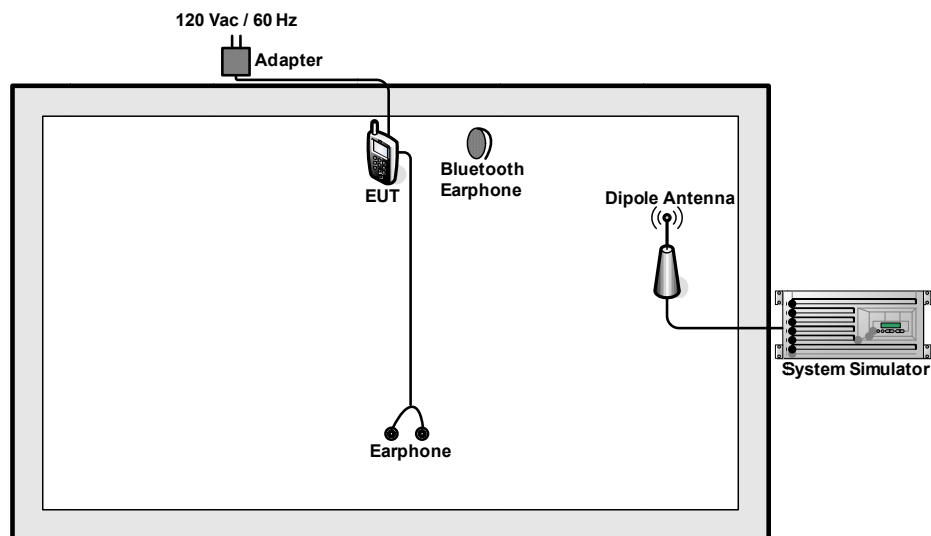 120 Vac / 60 Hz
Adapter
EUT
Bluetooth
Earphone
Dipole Antenna
System Simulator
Earphone